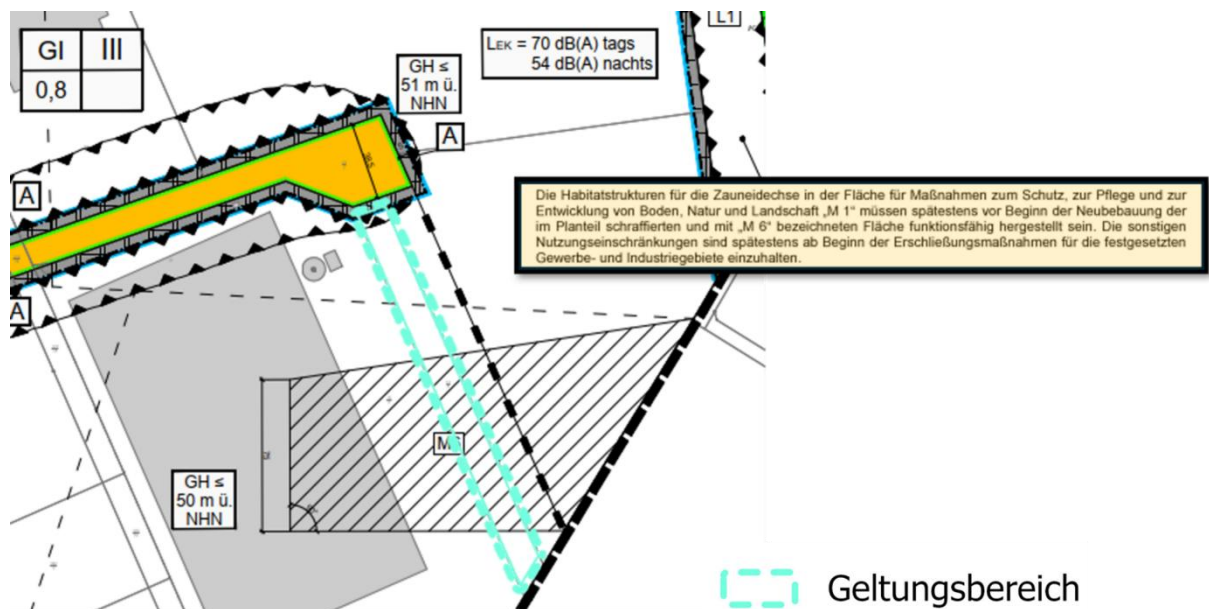 GI III
0,8
LEK = 70 dB(A) tags
54 dB(A) nachts
L1
GH ≤
51 m ü.
NHN
A
A
A
Die Habitatstrukturen für die Zauneidechse in der Fläche für Maßnahmen zum Schutz, zur Pflege und zur
Entwicklung von Boden, Natur und Landschaft „M 1“ müssen spätestens vor Beginn der Neubebauung der
im Planteil schraffierten und mit „M 6“ bezeichneten Fläche funktionsfähig hergestellt sein. Die sonstigen
Nutzungseinschränkungen sind spätestens ab Beginn der Erschließungsmaßnahmen für die festgesetzten
Gewerbe- und Industriegebiete einzuhalten.
M6
GH ≤
50 m ü.
NHN
Geltungsbereich